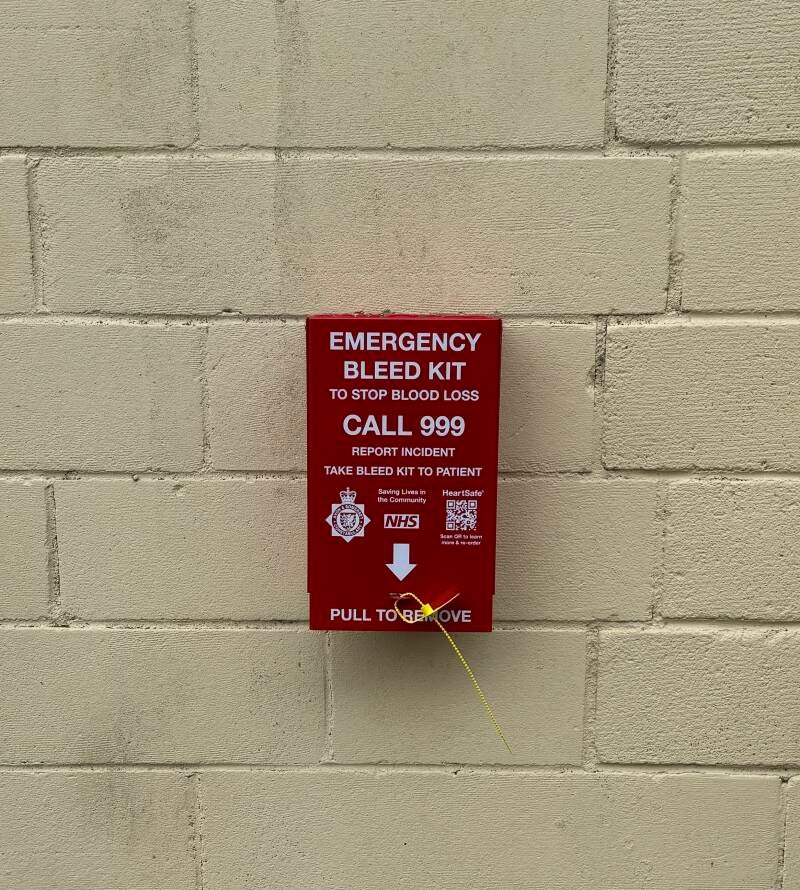 EMERGENCY
BLEED KIT
TO STOP BLOOD LOSS
CALL 999
REPORT INCIDENT
TAKE BLEED KIT TO PATIENT
Saving Lives in
the Community
NHS
HeartSafe®
Scan QR to learn
more & re-order
PULL TO REMOVE